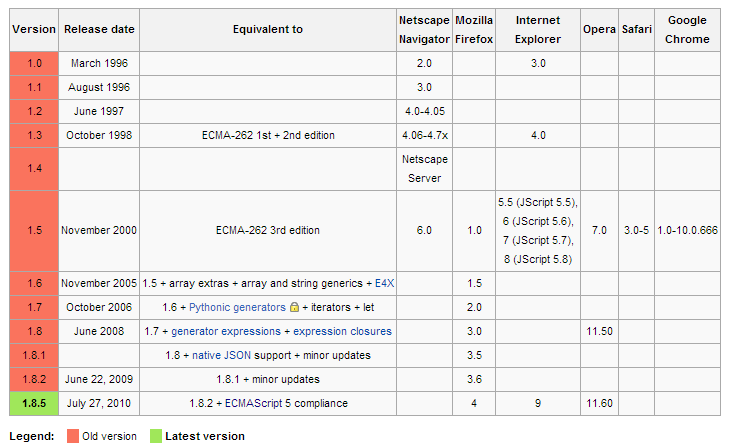 Version Release date Equivalent to Netscape Navigator Mozilla Firefox Internet Explorer Opera Safari Google Chrome
1.0 March 1996 2.0 3.0
1.1 August 1996 3.0
1.2 June 1997 4.0-4.05
1.3 October 1998 ECMA-262 1st + 2nd edition 4.06-4.7x 4.0
1.4 Netscape Server
1.5 November 2000 ECMA-262 3rd edition 6.0 1.0 5.5 (JScript 5.5), 6 (JScript 5.6), 7 (JScript 5.7), 8 (JScript 5.8) 7.0 3.0-5 1.0-10.0.666
1.6 November 2005 1.5 + array extras + array and string generics + E4X 1.5
1.7 October 2006 1.6 + Pythonic generators + iterators + let 2.0
1.8 June 2008 1.7 + generator expressions + expression closures 3.0 11.50
1.8.1 1.8 + native JSON support + minor updates 3.5
1.8.2 June 22, 2009 1.8.1 + minor updates 3.6
1.8.5 July 27, 2010 1.8.2 + ECMAScript 5 compliance 4 9 11.60
Legend: Old version Latest version